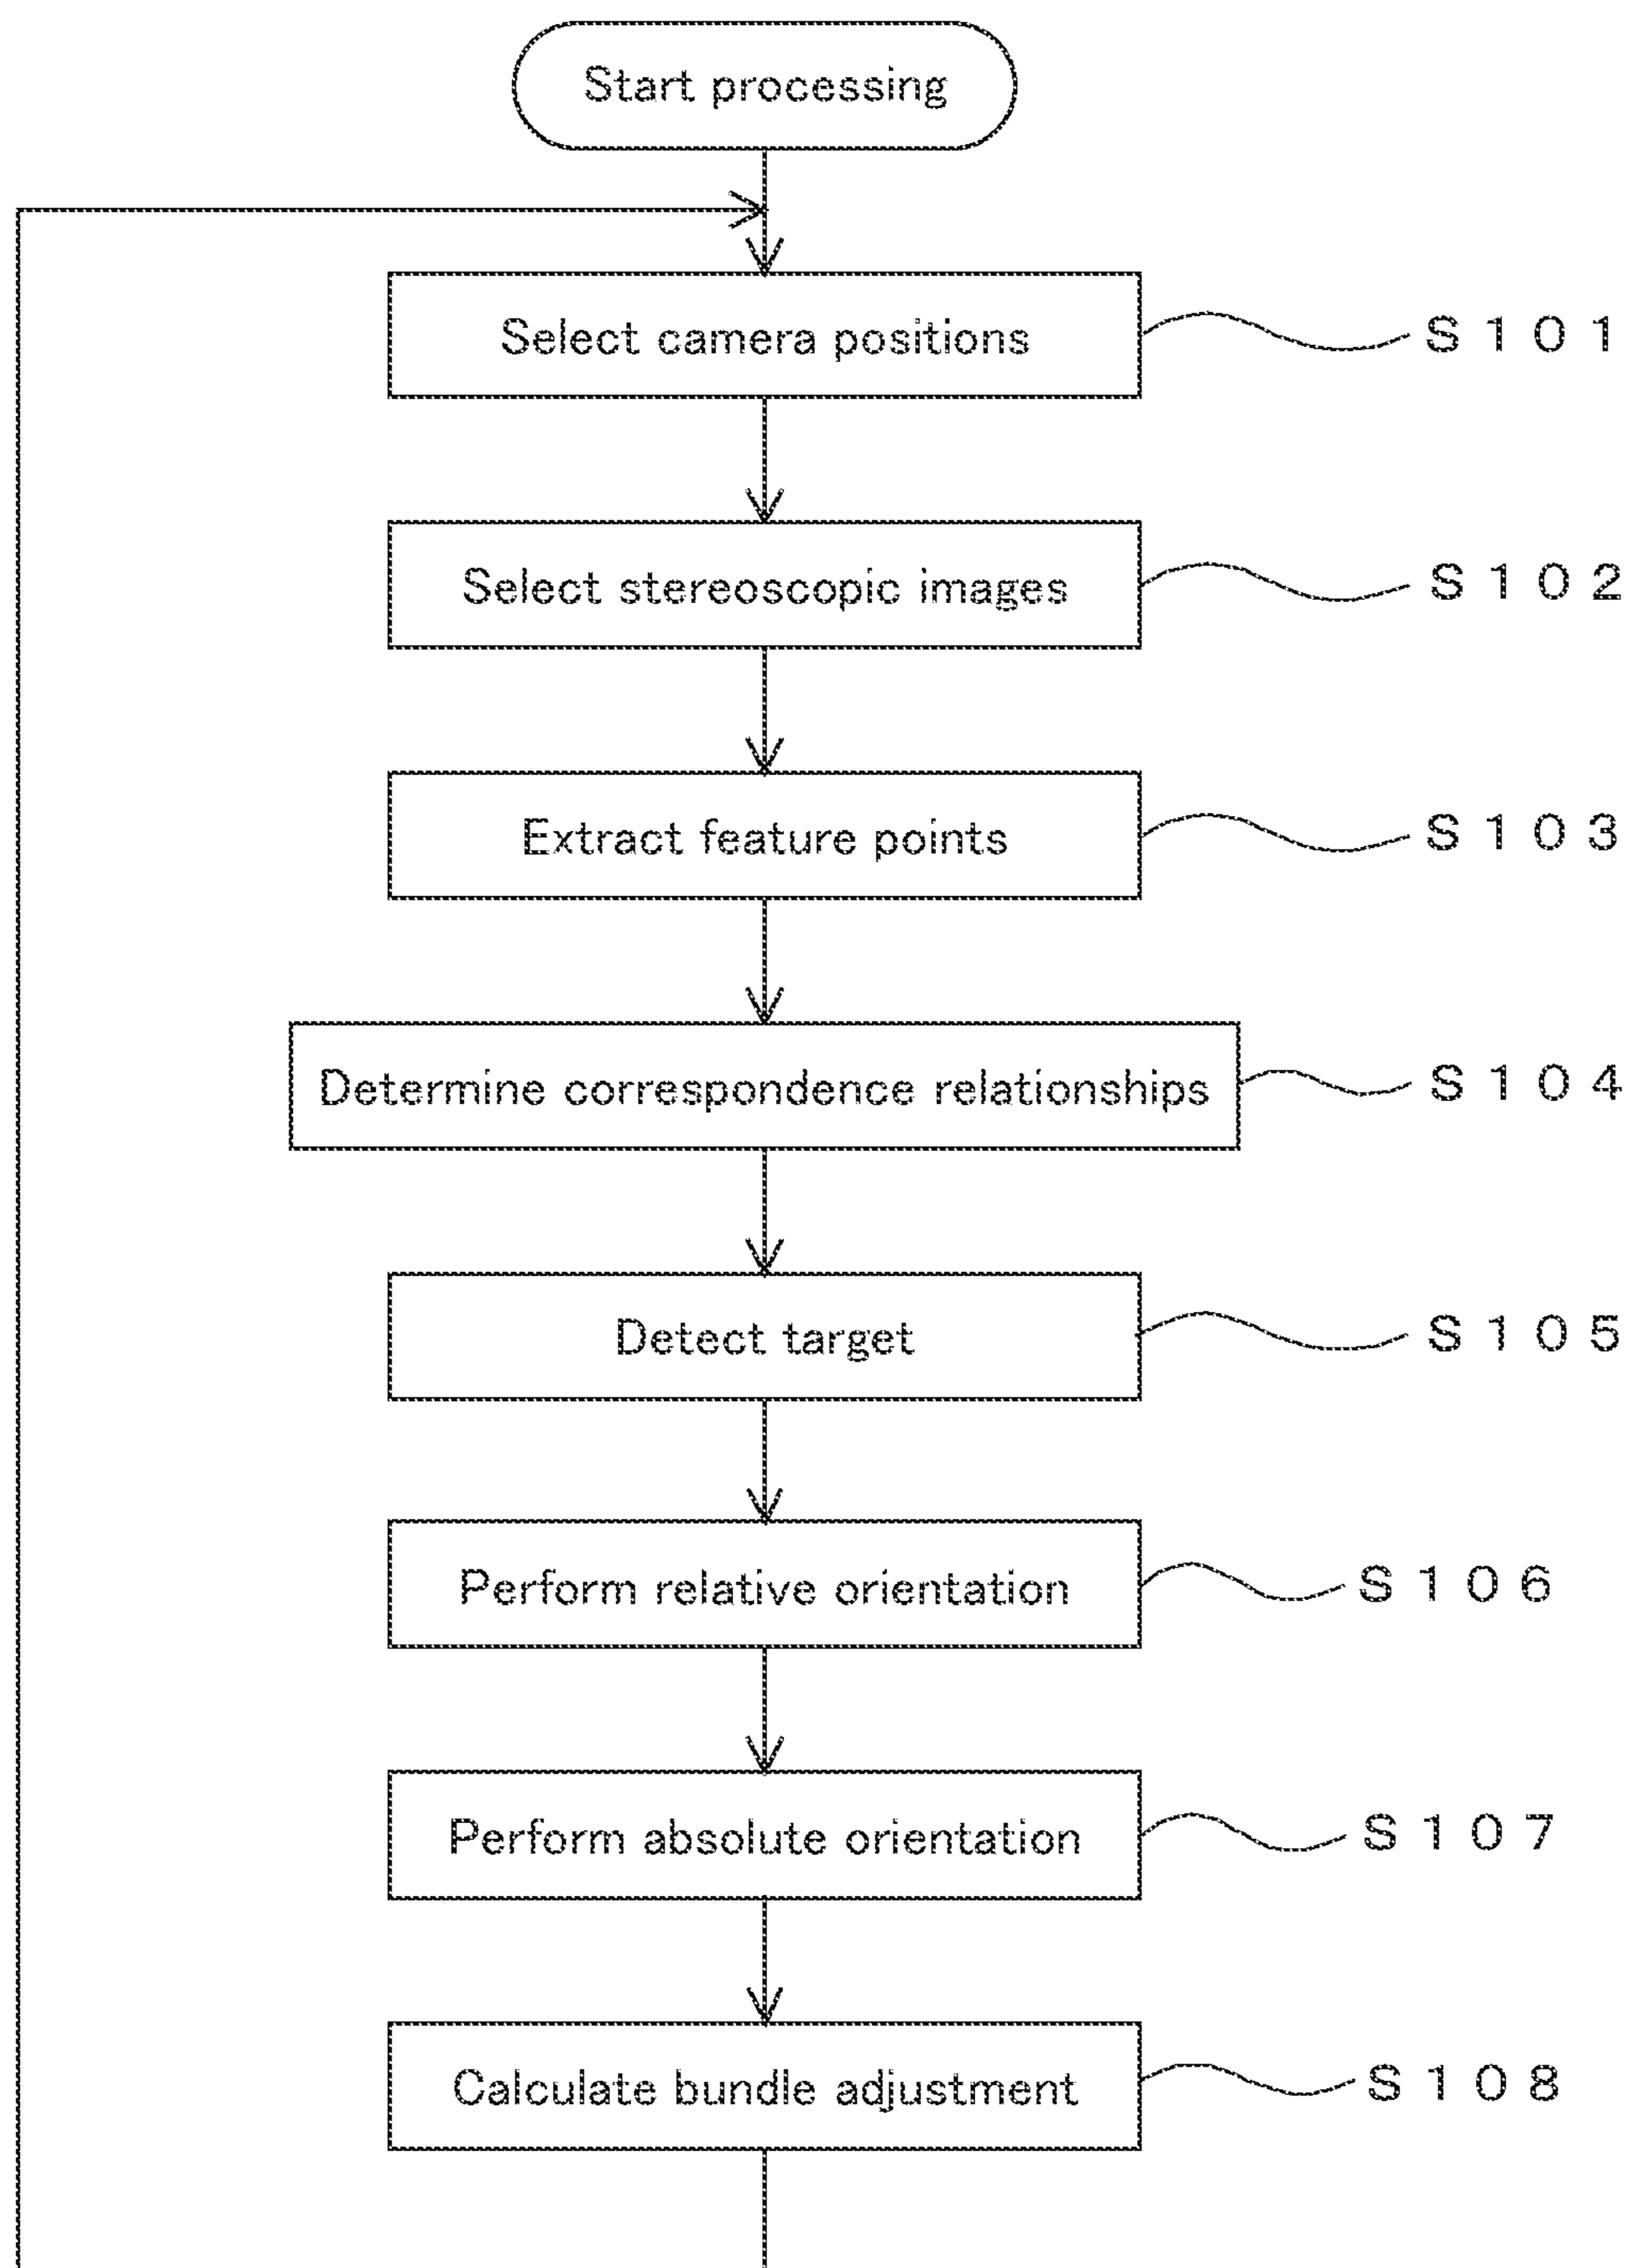 Start processing
Select camera positions
S101
Select stereoscopic images
S102
Extract feature points
S103
Determine correspondence relationships
S104
Detect target
S105
Perform relative orientation
S106
Perform absolute orientation
S107
Calculate bundle adjustment
S108